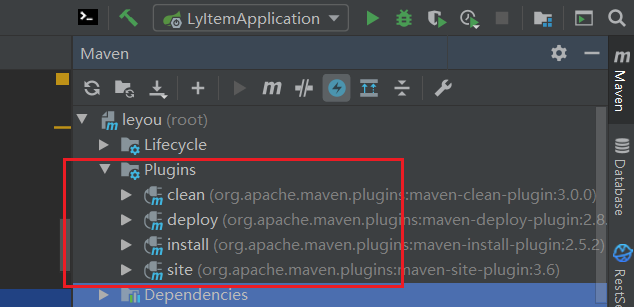 LyItemApplication
Maven
leyou (root)
Lifecycle
Plugins
clean (org.apache.maven.plugins:maven-clean-plugin:3.0.0)
deploy (org.apache.maven.plugins:maven-deploy-plugin:2.8.
install (org.apache.maven.plugins:maven-install-plugin:2.5.2)
site (org.apache.maven.plugins:maven-site-plugin:3.6)
Dependencies
m Maven
Database
RestS